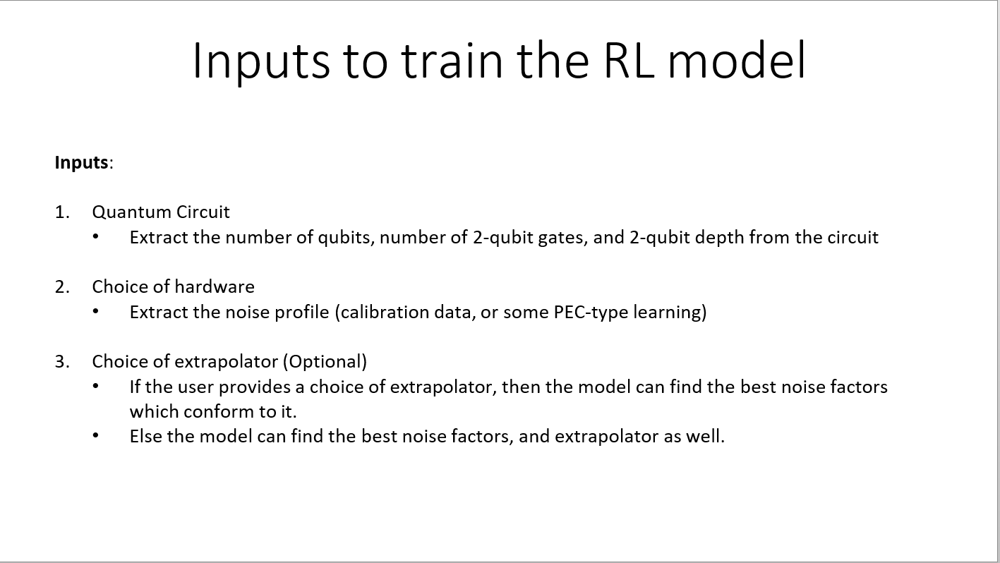 Inputs to train the RL model
Inputs:
1. Quantum Circuit
• Extract the number of qubits, number of 2-qubit gates, and 2-qubit depth from the circuit
2. Choice of hardware
• Extract the noise profile (calibration data, or some PEC-type learning)
3. Choice of extrapolator (Optional)
• If the user provides a choice of extrapolator, then the model can find the best noise factors
which conform to it.
• Else the model can find the best noise factors, and extrapolator as well.